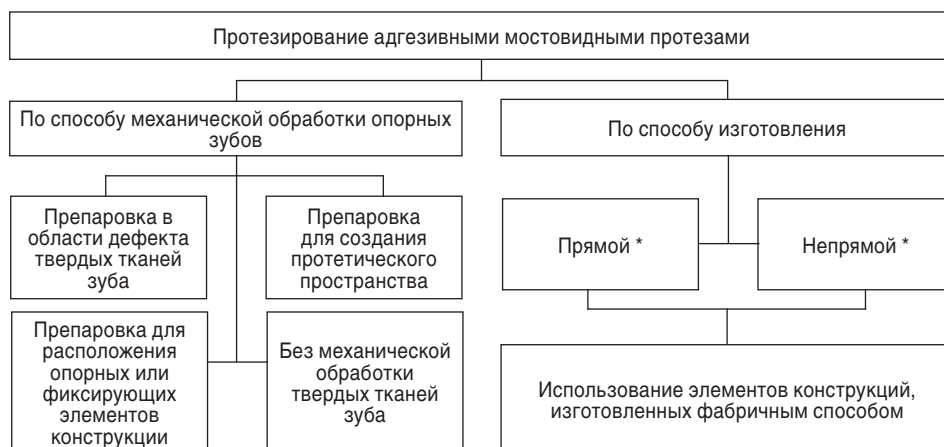 Протезирование адгезивными мостовидными протезами
По способу механической обработки опорных
зубов
По способу изготовления
Препаровка в
области дефекта
твердых тканей
зуба
Препаровка
для создания
протетического
пространства
Прямой *
Непрямой *
Препаровка для
расположения
опорных или
фиксирующих
элементов
конструкции
Без механической
обработки
твердых тканей
зуба
Использование элементов конструкций,
изготовленных фабричным способом